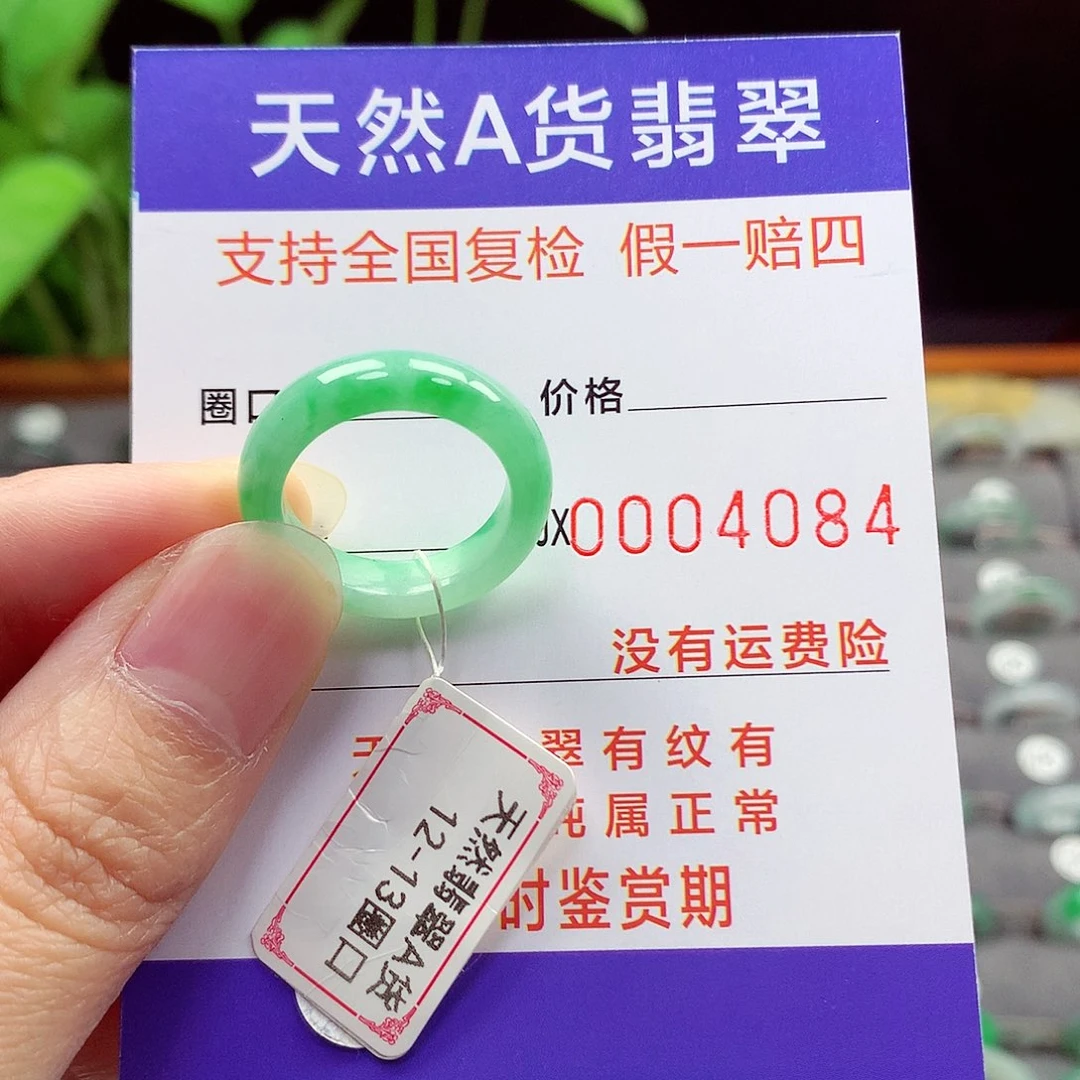 天然A货翡翠
支持全国复检 假一赔四
圈口 价格
JX0004084
没有运费险
翠有纹有
纯属正常
时鉴赏期
天然翡翠A货
12-13圈口